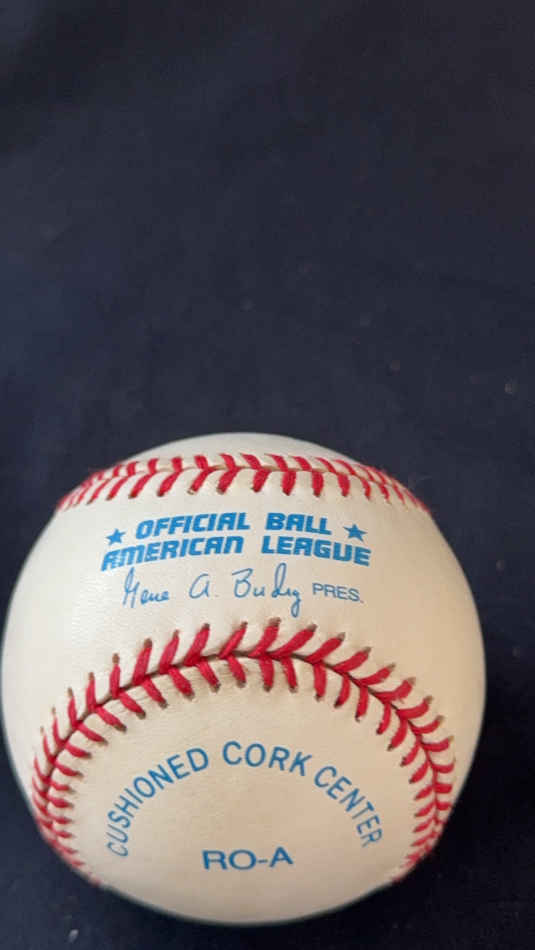 ★ OFFICIAL BALL ★
AMERICAN LEAGUE
Gene A. Budig PRES.
CUSHIONED CORK CENTER
RO-A